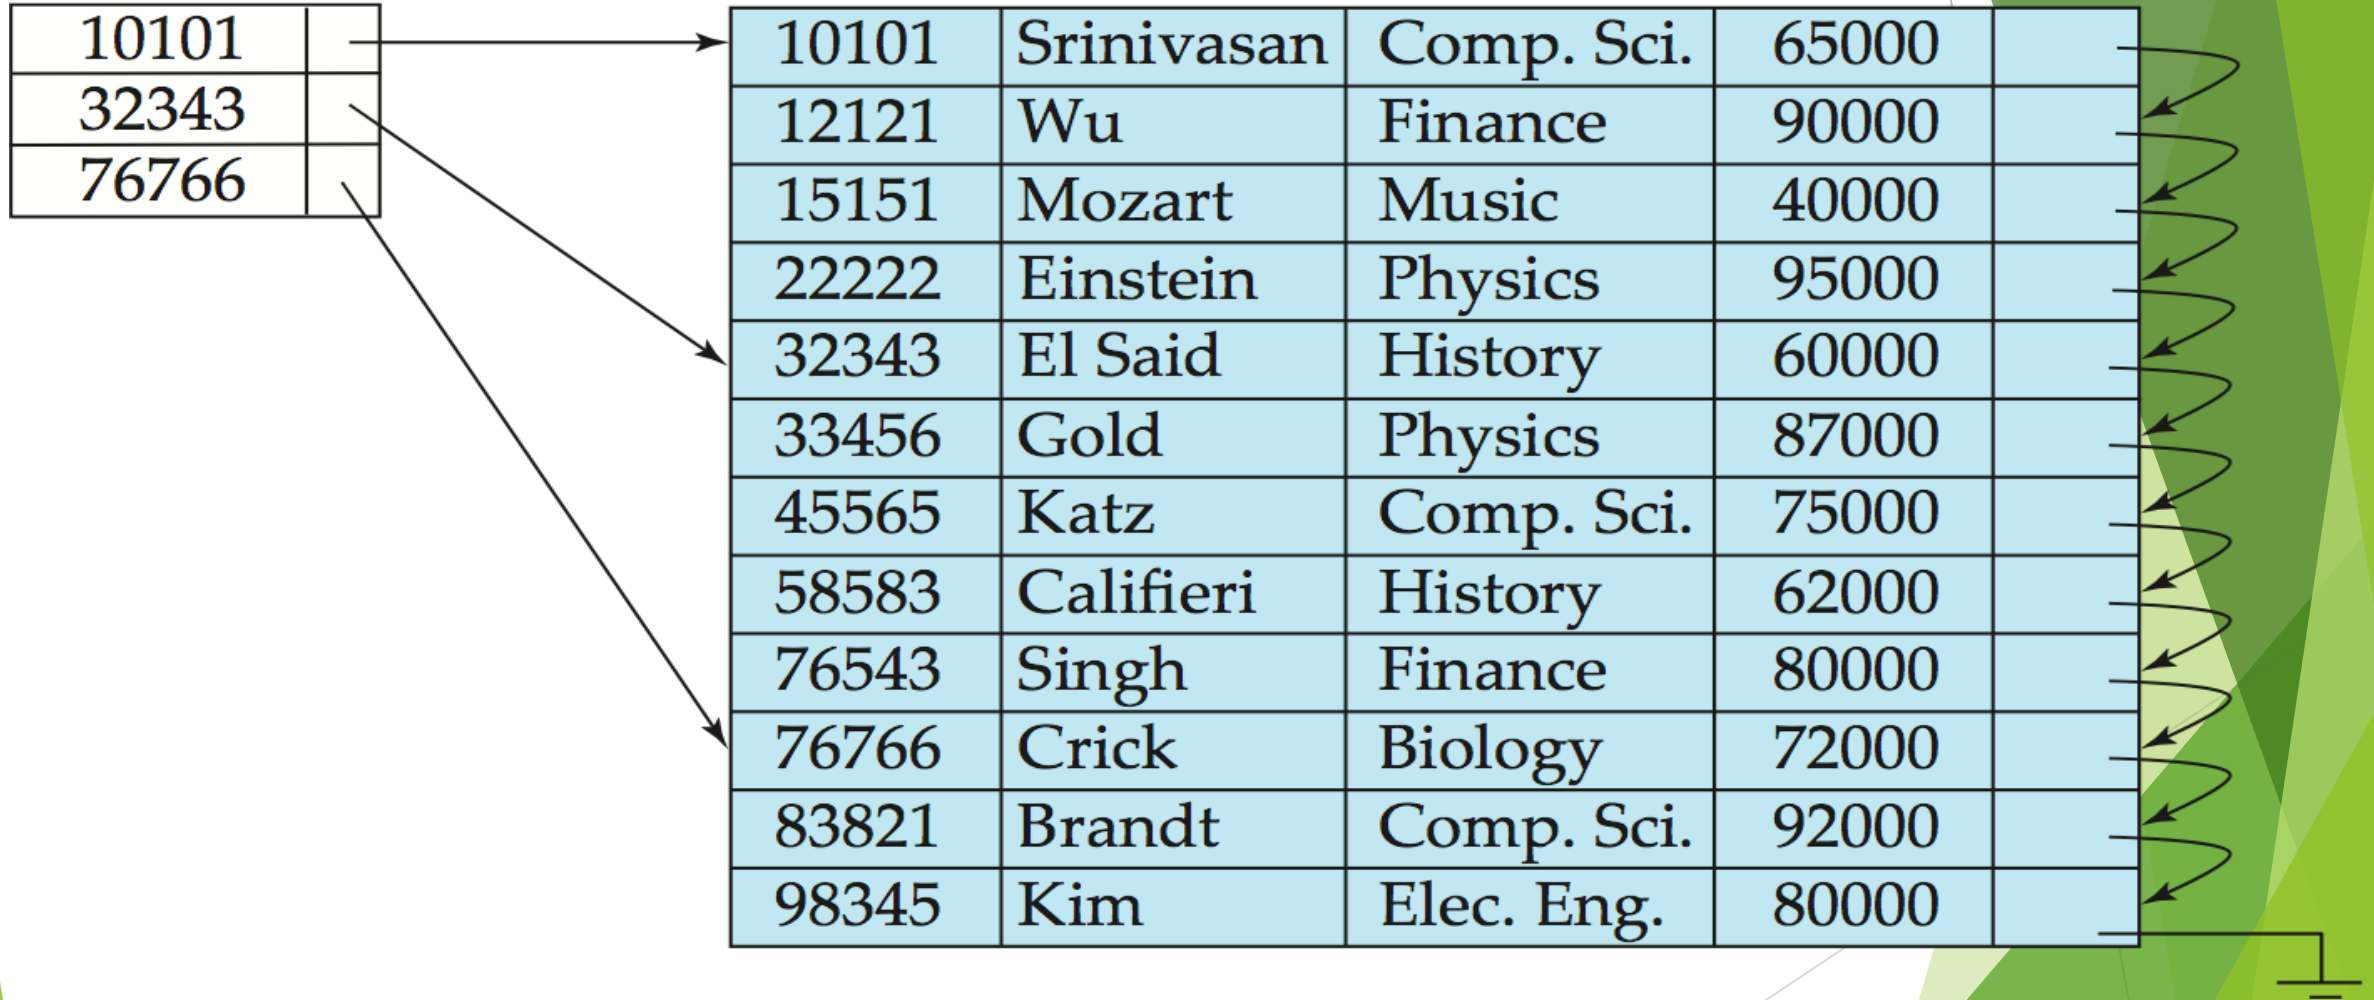 10101
32343
76766
10101 Srinivasan Comp. Sci. 65000
12121 Wu Finance 90000
15151 Mozart Music 40000
22222 Einstein Physics 95000
32343 El Said History 60000
33456 Gold Physics 87000
45565 Katz Comp. Sci. 75000
58583 Califieri History 62000
76543 Singh Finance 80000
76766 Crick Biology 72000
83821 Brandt Comp. Sci. 92000
98345 Kim Elec. Eng. 80000